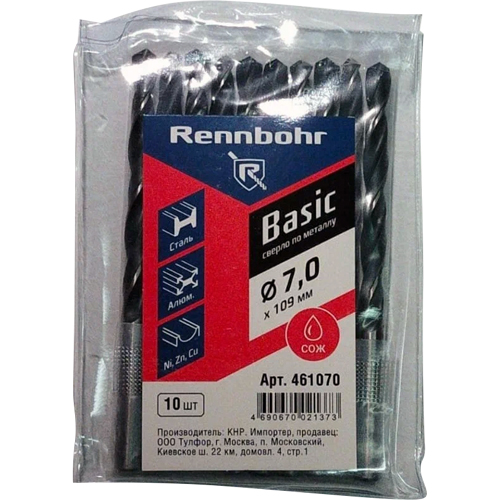 Rennbohr
R
Basic
сверло по металлу
Ø 7,0
x 109 мм
Сталь
Алюм.
Ni, Zn, Cu
СОЖ
10 шт
Арт. 461070
4 690670 021373
Производитель: КНР. Импортер, продавец:
ООО Тулфор, г. Москва, п. Московский,
Киевское ш. 22 км, домовл. 4, стр.1